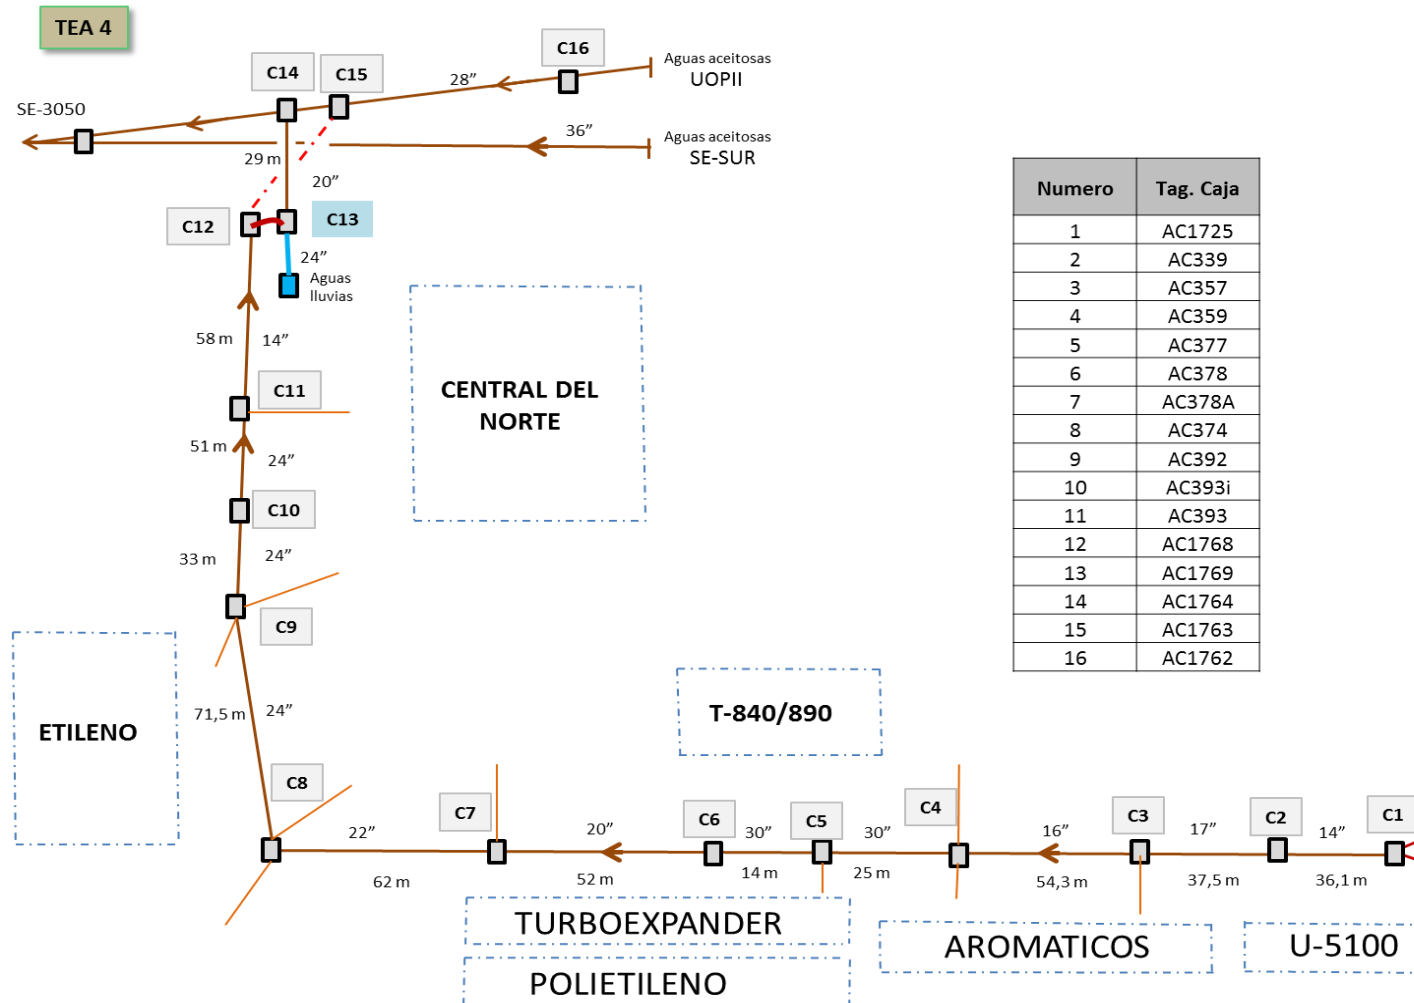 TEA 4
C14
C15
C16
Aguas aceitosas
UOPII
28”
SE-3050
36”
Aguas aceitosas
SE-SUR
29 m
20”
C12
C13
24”
Aguas
lluvias
58 m
14”
C11
51 m
24”
C10
33 m
24”
C9
CENTRAL DEL
NORTE
Numero Tag. Caja
1 AC1725
2 AC339
3 AC357
4 AC359
5 AC377
6 AC378
7 AC378A
8 AC374
9 AC392
10 AC393i
11 AC393
12 AC1768
13 AC1769
14 AC1764
15 AC1763
16 AC1762
ETILENO
71,5 m
24”
T-840/890
C8
C7
C6
C5
C4
C3
C2
C1
22”
20”
30”
30”
16”
17”
14”
62 m
52 m
14 m
25 m
54,3 m
37,5 m
36,1 m
TURBOEXPANDER
POLIETILENO
AROMATICOS
U-5100